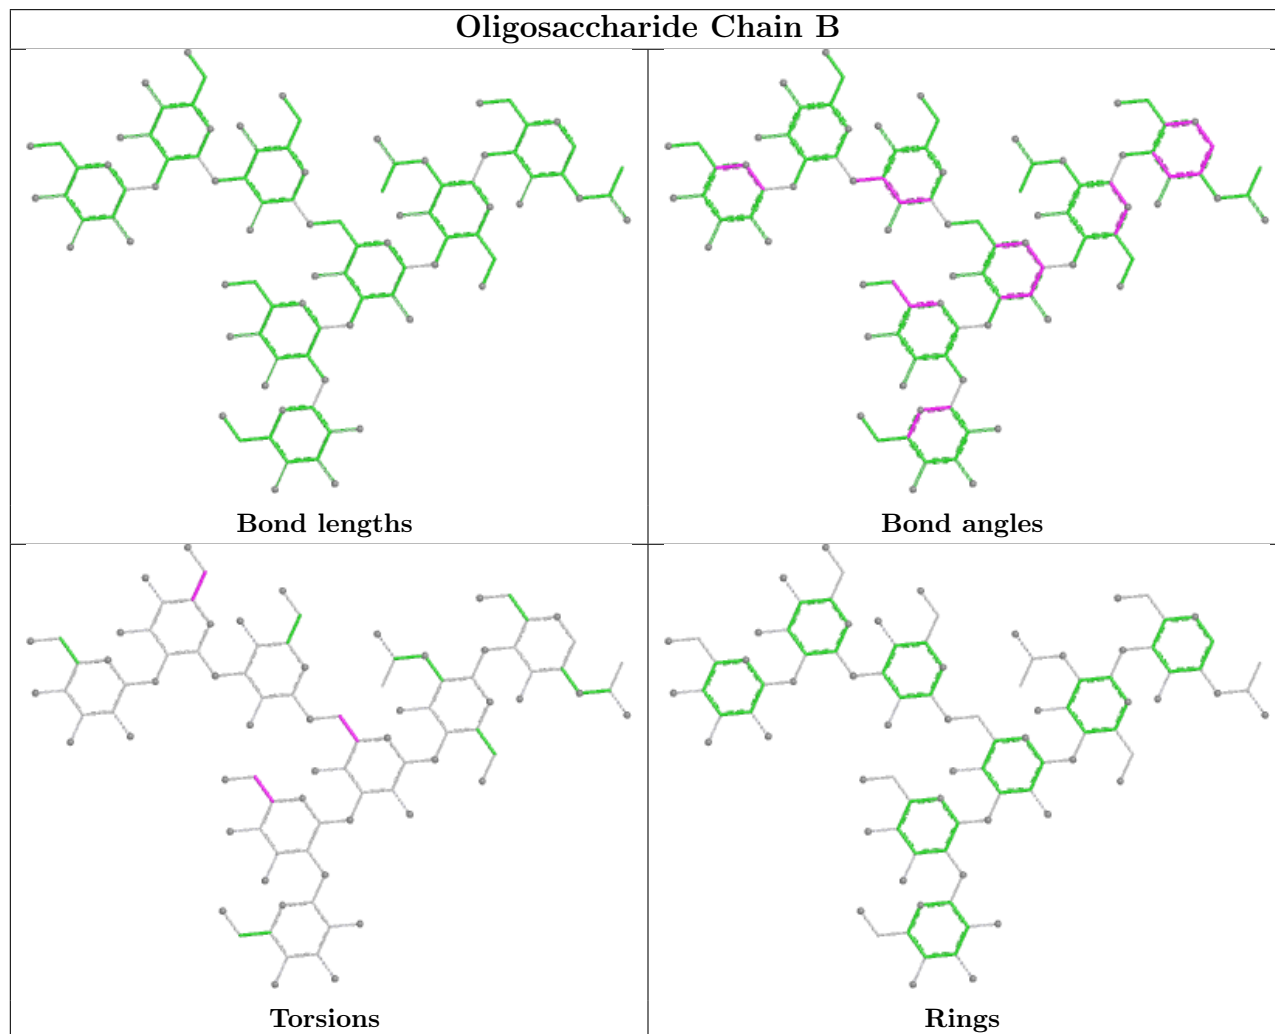 Oligosaccharide Chain B
Bond lengths
Bond angles
Torsions
Rings